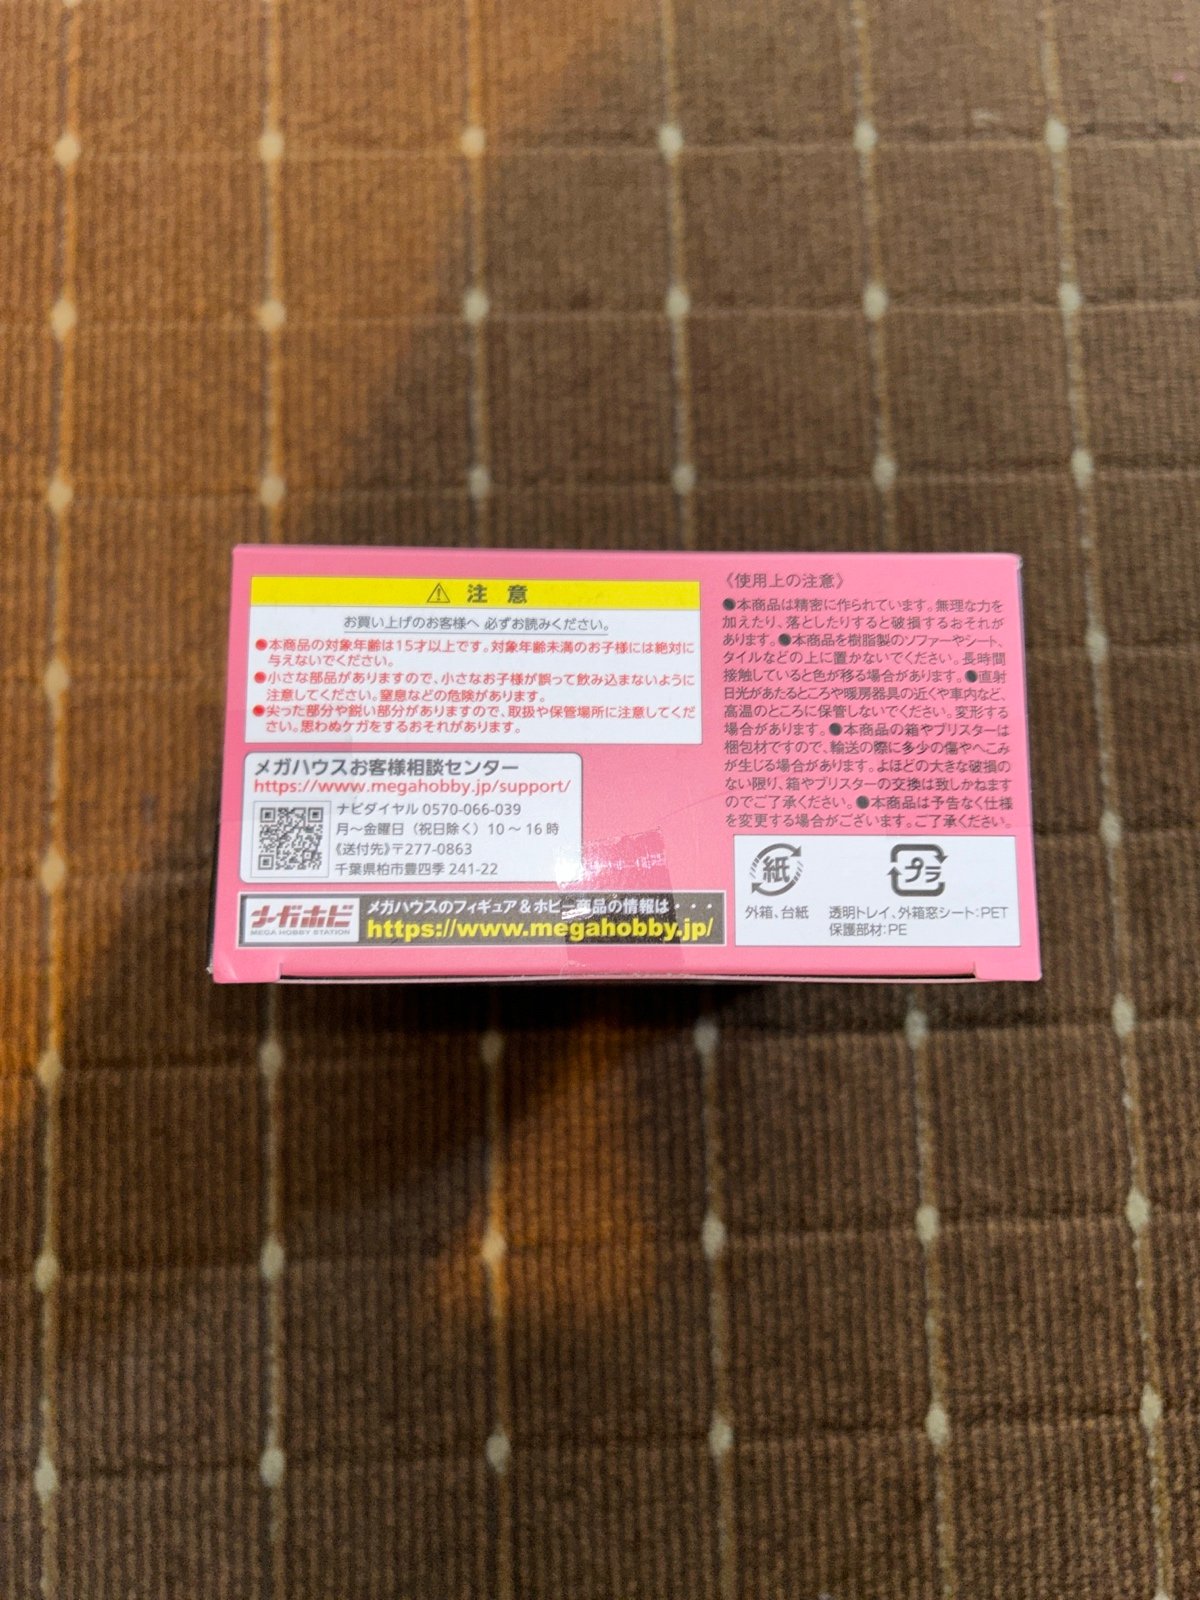 注意
お買い上げのお客様へ 必ずお読みください。
●本商品の対象年齢は15才以上です。対象年齢未満のお子様には絶対に
与えないでください。
●小さな部品がありますので、小さなお子様が誤って飲み込まないように
注意してください。窒息などの危険があります。
●尖った部分や鋭い部分がありますので、取扱や保管場所に注意してくだ
さい。思わぬケガをするおそれがあります。
メガハウスお客様相談センター
https://www.megahobby.jp/support/
ナビダイヤル 0570-066-039
月～金曜日（祝日除く）10～16時
《送付先》〒277-0863
千葉県柏市豊四季 241-22
メガホビ
MEGA HOBBY STATION
メガハウスのフィギュア＆ホビー商品の情報は・・・
https://www.megahobby.jp/
《使用上の注意》
●本商品は精密に作られています。無理な力を
加えたり、落としたりすると破損するおそれが
あります。●本商品を樹脂製のソファーやシート、
タイルなどの上に置かないでください。長時間
接触していると色が移る場合があります。●直射
日光があたるところや暖房器具の近くや車内など、
高温のところに保管しないでください。変形する
場合があります。●本商品の箱やブリスターは
梱包材ですので、輸送の際に多少の傷やへこみ
が生じる場合があります。よほどの大きな破損の
ない限り、箱やブリスターの交換は致しかねます
のでご了承ください。●本商品は予告なく仕様
を変更する場合がございます。ご了承ください。
紙
外箱、台紙
プラ
透明トレイ、外箱窓シート:PET
保護部材:PE